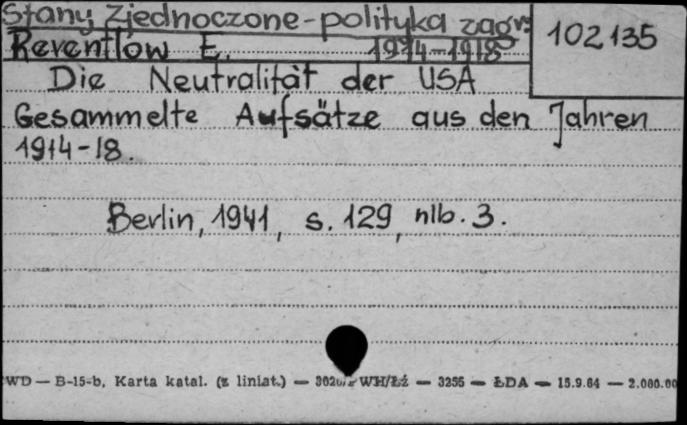 Stany Zjednoczone-polityka zagr.
102135
Reventlow E. 1914-1918
Die Neutralität der USA
Gesammelte Aufsätze aus den Jahren
1914-18.
Berlin, 1941, s. 129, nlb. 3.
WD — B-15-b, Karta katal. (z liniat.) — WH/Łź — 3255 — ŁDA — 15.9.64 — 2.000.00